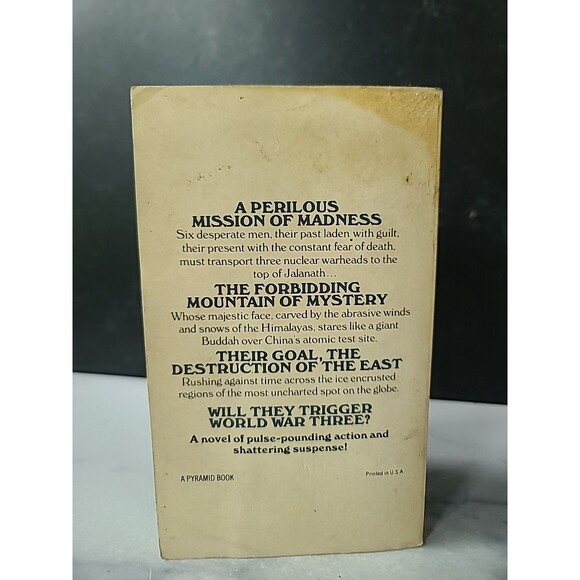 A PERILOUS
MISSION OF MADNESS
Six desperate men, their past laden with guilt,
their present with the constant fear of death,
must transport three nuclear warheads to the
top of Jalanath...
THE FORBIDDING
MOUNTAIN OF MYSTERY
Whose majestic face, carved by the abrasive winds
and snows of the Himalayas, stares like a giant
Buddah over China's atomic test site.
THEIR GOAL, THE
DESTRUCTION OF THE EAST
Rushing against time across the ice encrusted
regions of the most uncharted spot on the globe.
WILL THEY TRIGGER
WORLD WAR THREE?
A novel of pulse-pounding action and
shattering suspense!
A PYRAMID BOOK
Printed in U.S.A.